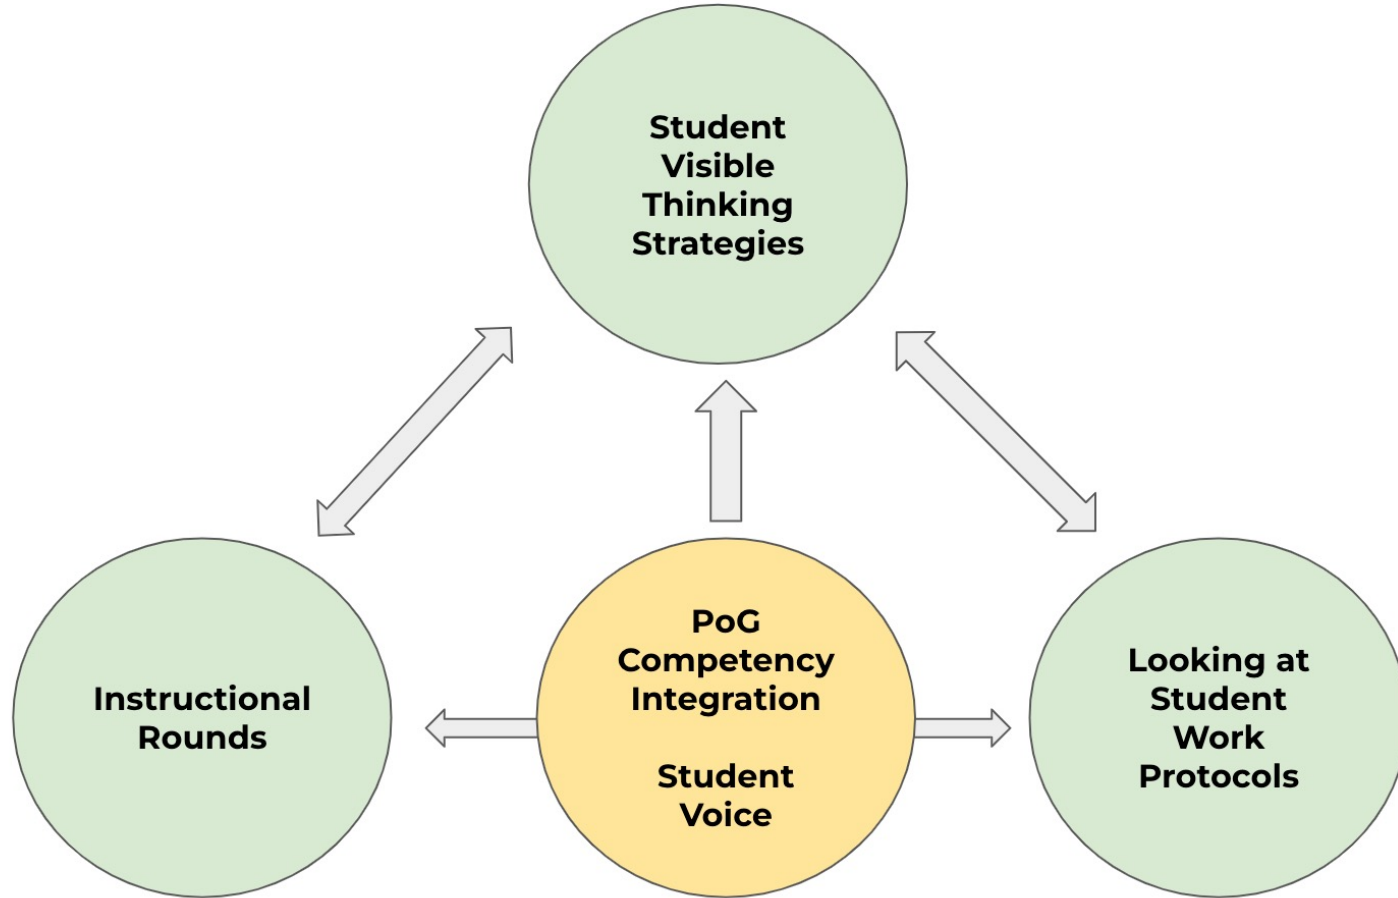 Student
Visible
Thinking
Strategies
Instructional
Rounds
PoG
Competency
Integration
Student
Voice
Looking at
Student
Work
Protocols